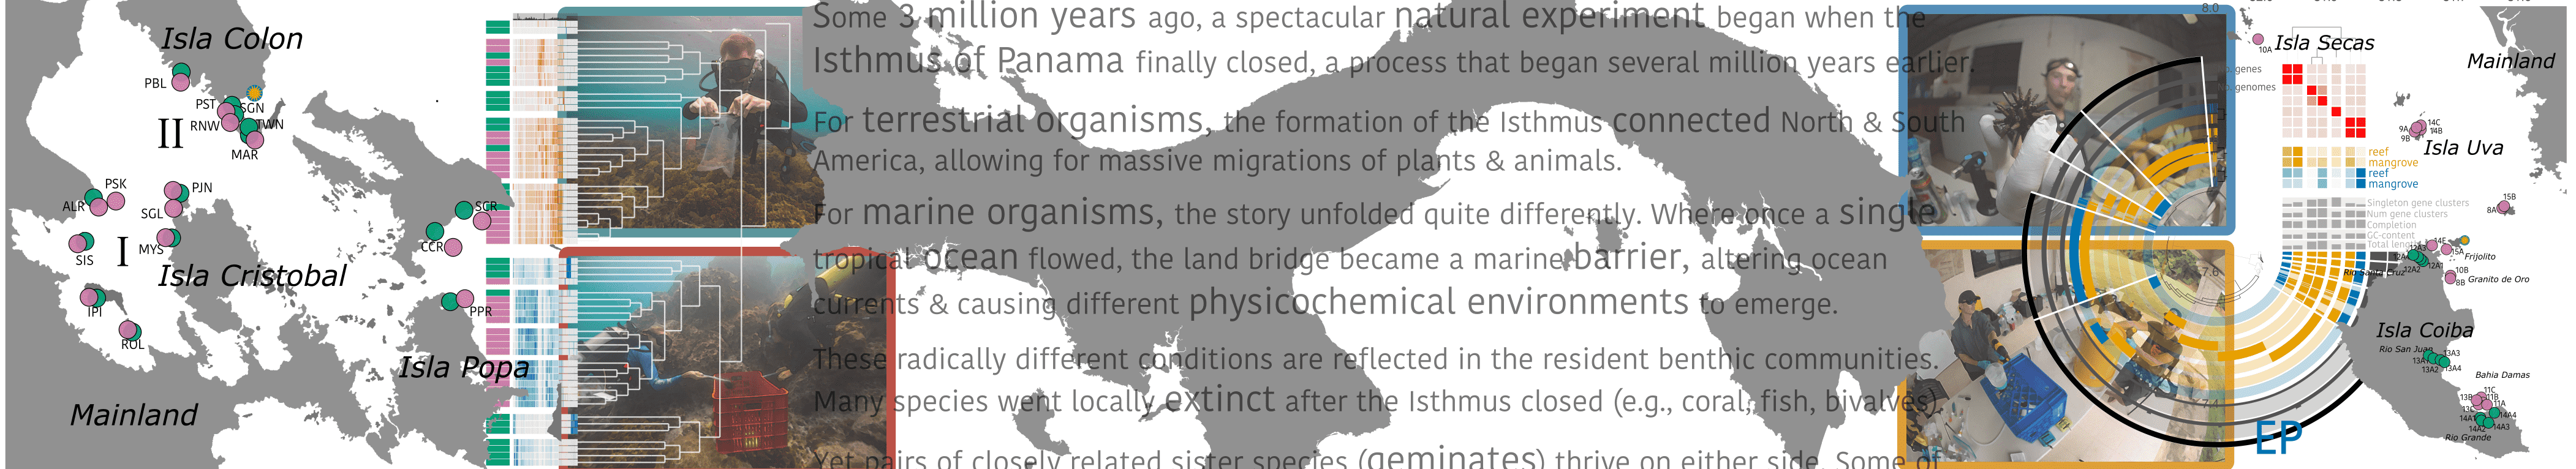 Isla Colon
PBL
PST
SGN
RNW
TWN
II
MAR
PSK
PJN
ALR
SGL
SCR
I
MYS
CCR
SIS
Isla Cristobal
IPI
PPR
ROL
Isla Popa
Mainland
Some 3 million years ago, a spectacular natural experiment began when the
Isthmus of Panama finally closed, a process that began several million years earlier.
For terrestrial organisms, the formation of the Isthmus connected North & South
America, allowing for massive migrations of plants & animals.
For marine organisms, the story unfolded quite differently. Where once a single
tropical ocean flowed, the land bridge became a marine barrier, altering ocean
currents & causing different physicochemical environments to emerge.
These radically different conditions are reflected in the resident benthic communities.
Many species went locally extinct after the Isthmus closed (e.g., coral, fish, bivalves)
Yet pairs of closely related sister species (geminates) thrive on either side. Some of
8.0
7.6
10A
Isla Secas
Mainland
genes
genomes
14C
9A
14B
9B
Isla Uva
reef
mangrove
reef
mangrove
15B
8A
Singleton gene clusters
Num gene clusters
Completion
GC-content
Total length
14E
15A
Frijolito
12A1
12A2
10B
Granito de Oro
8B
Isla Coiba
Rio San Juan
13A3
13A4
13A2
Bahia Damas
11C
11B
13B
11A
13C
14A4
14A1
14A3
14A2
Rio Grande
EP